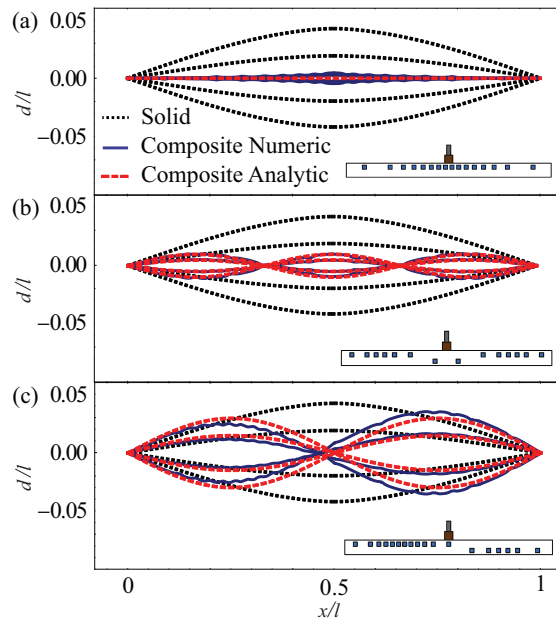 (a)
0.05
0.00
−0.05
d/l
Solid
Composite Numeric
Composite Analytic
(b)
0.05
0.00
−0.05
d/l
(c)
0.05
0.00
−0.05
d/l
0
0.5
1
x/l